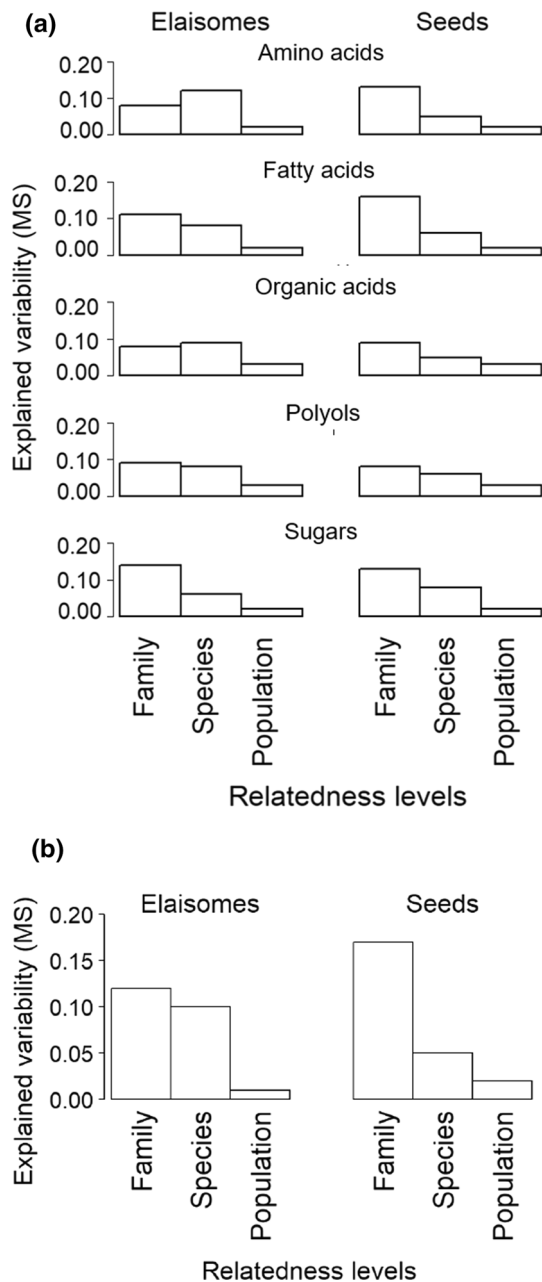 (a)
Elaisomes Seeds
Amino acids
0.20
0.10
0.00
Fatty acids
0.20
0.10
0.00
Organic acids
0.20
0.10
0.00
Polyols
0.20
0.10
0.00
Sugars
0.20
0.10
0.00
Explained variability (MS)
Family Species Population Family Species Population
Relatedness levels
(b)
Elaisomes Seeds
0.20
0.15
0.10
0.05
0.00
Explained variability (MS)
Family Species Population Family Species Population
Relatedness levels